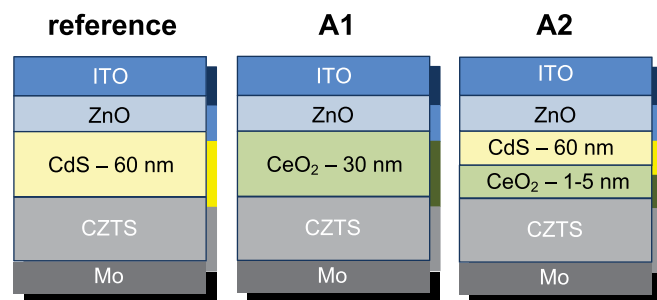 reference
ITO
ZnO
CdS – 60 nm
CZTS
Mo
A1
ITO
ZnO
CeO₂ – 30 nm
CZTS
Mo
A2
ITO
ZnO
CdS – 60 nm
CeO₂ – 1-5 nm
CZTS
Mo